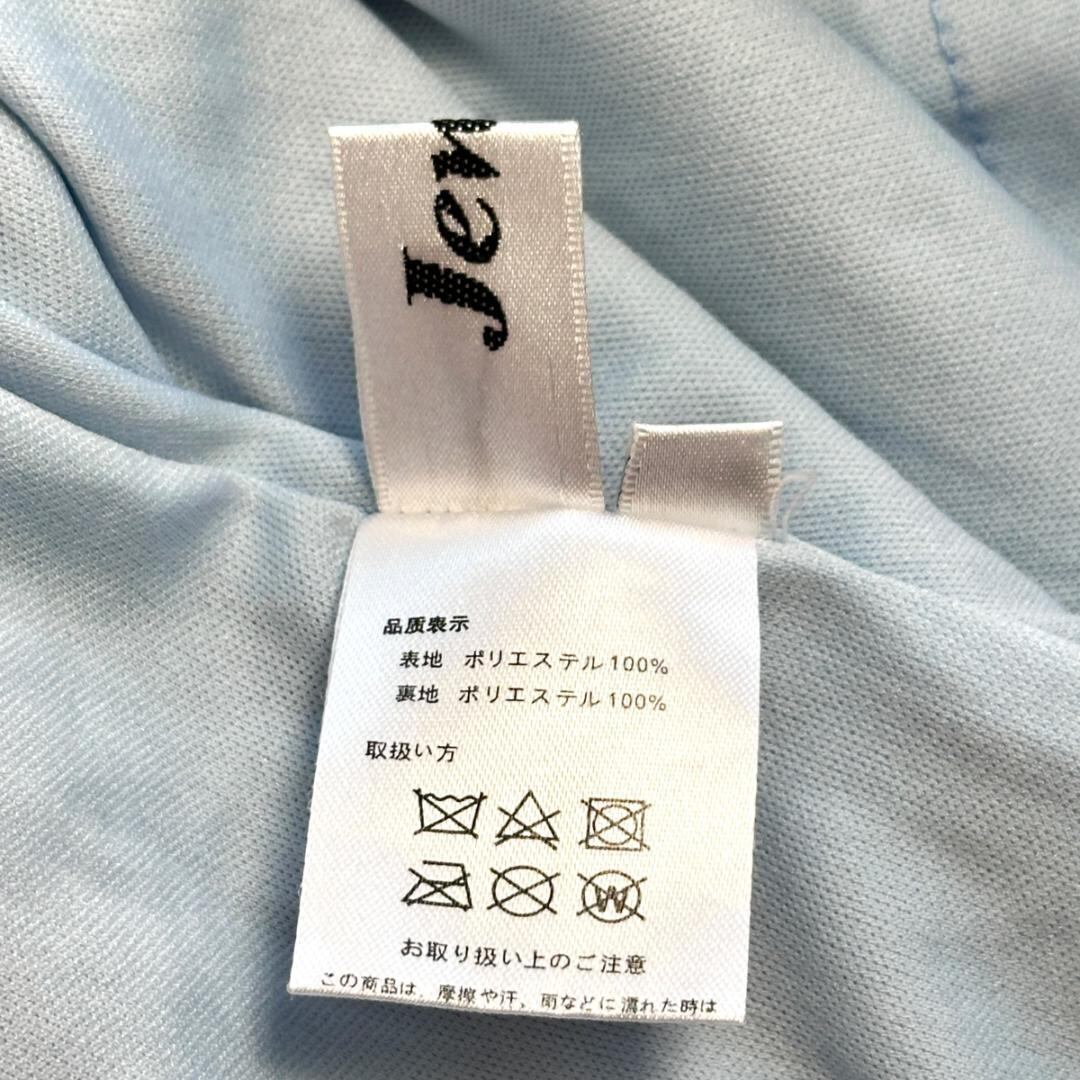 Jen
品质表示
表地 ポリエステル100%
裏地 ポリエステル100%
取扱い方
W
お取り扱い上のご注意
この商品は、摩擦や汗，雨などに濡れた時は